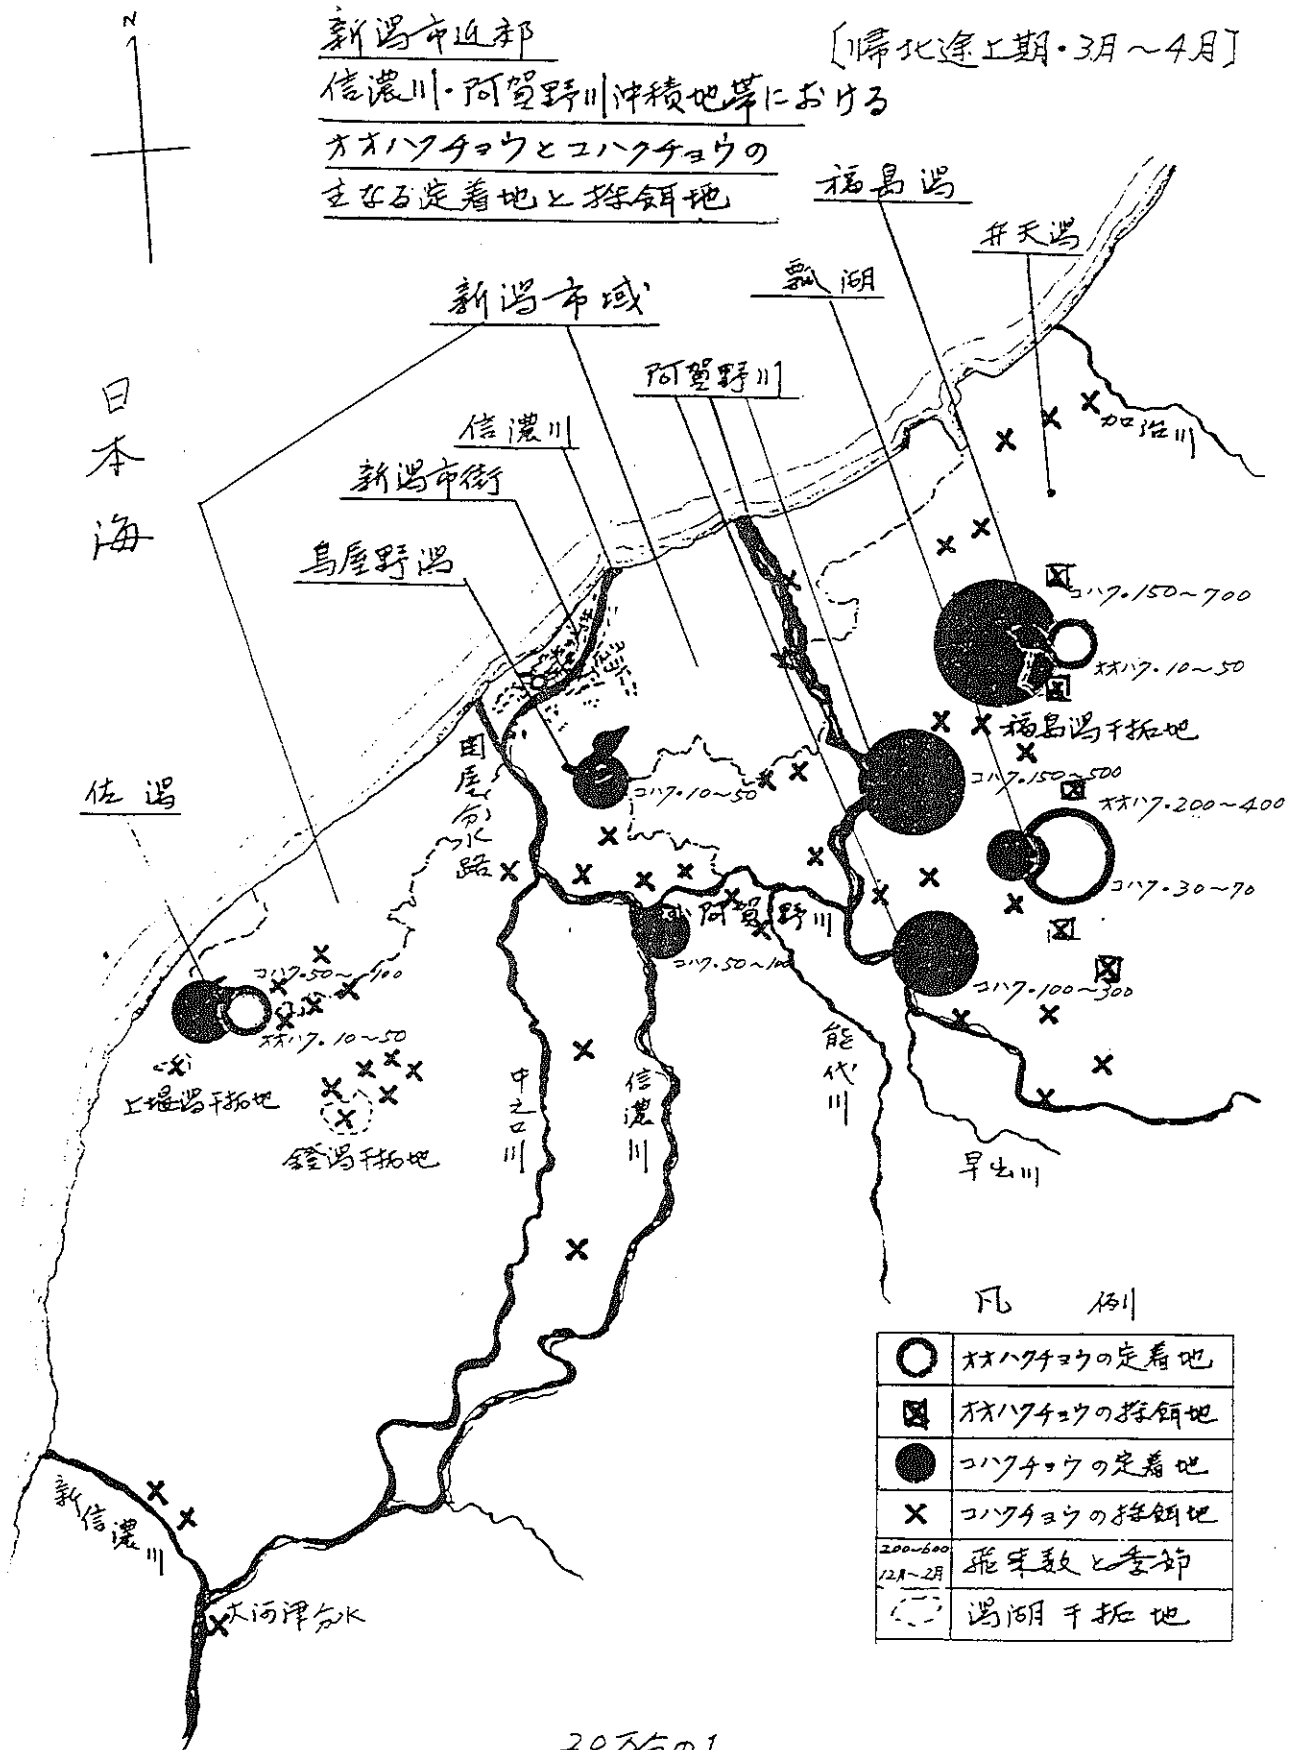 新潟市近郊
信濃川・阿賀野川沖積地帯における
オオハクチョウとコハクチョウの
主なる定着地と採餌地
[帰北途上期・3月～4月]
N
日本海
福島潟
弁天潟
瓢湖
新潟市域
阿賀野川
信濃川
新潟市街
鳥屋野潟
佐潟
加治川
コハク・150～700
オオハク・10～50
福島潟干拓地
コハク・150～500
オオハク・200～400
コハク・30～70
コハク・10～50
関屋分水路
小阿賀野川
コハク・50～100
コハク・100～300
コハク・50～400
オオハク・10～50
上堰潟干拓地
鎧潟干拓地
中之口川
信濃川
能代川
早出川
新信濃川
大河津分水
凡例
オオハクチョウの定着地
オオハクチョウの採餌地
コハクチョウの定着地
コハクチョウの採餌地
200～600
12月～2月
飛来数と季節
潟湖干拓地
20万分の1